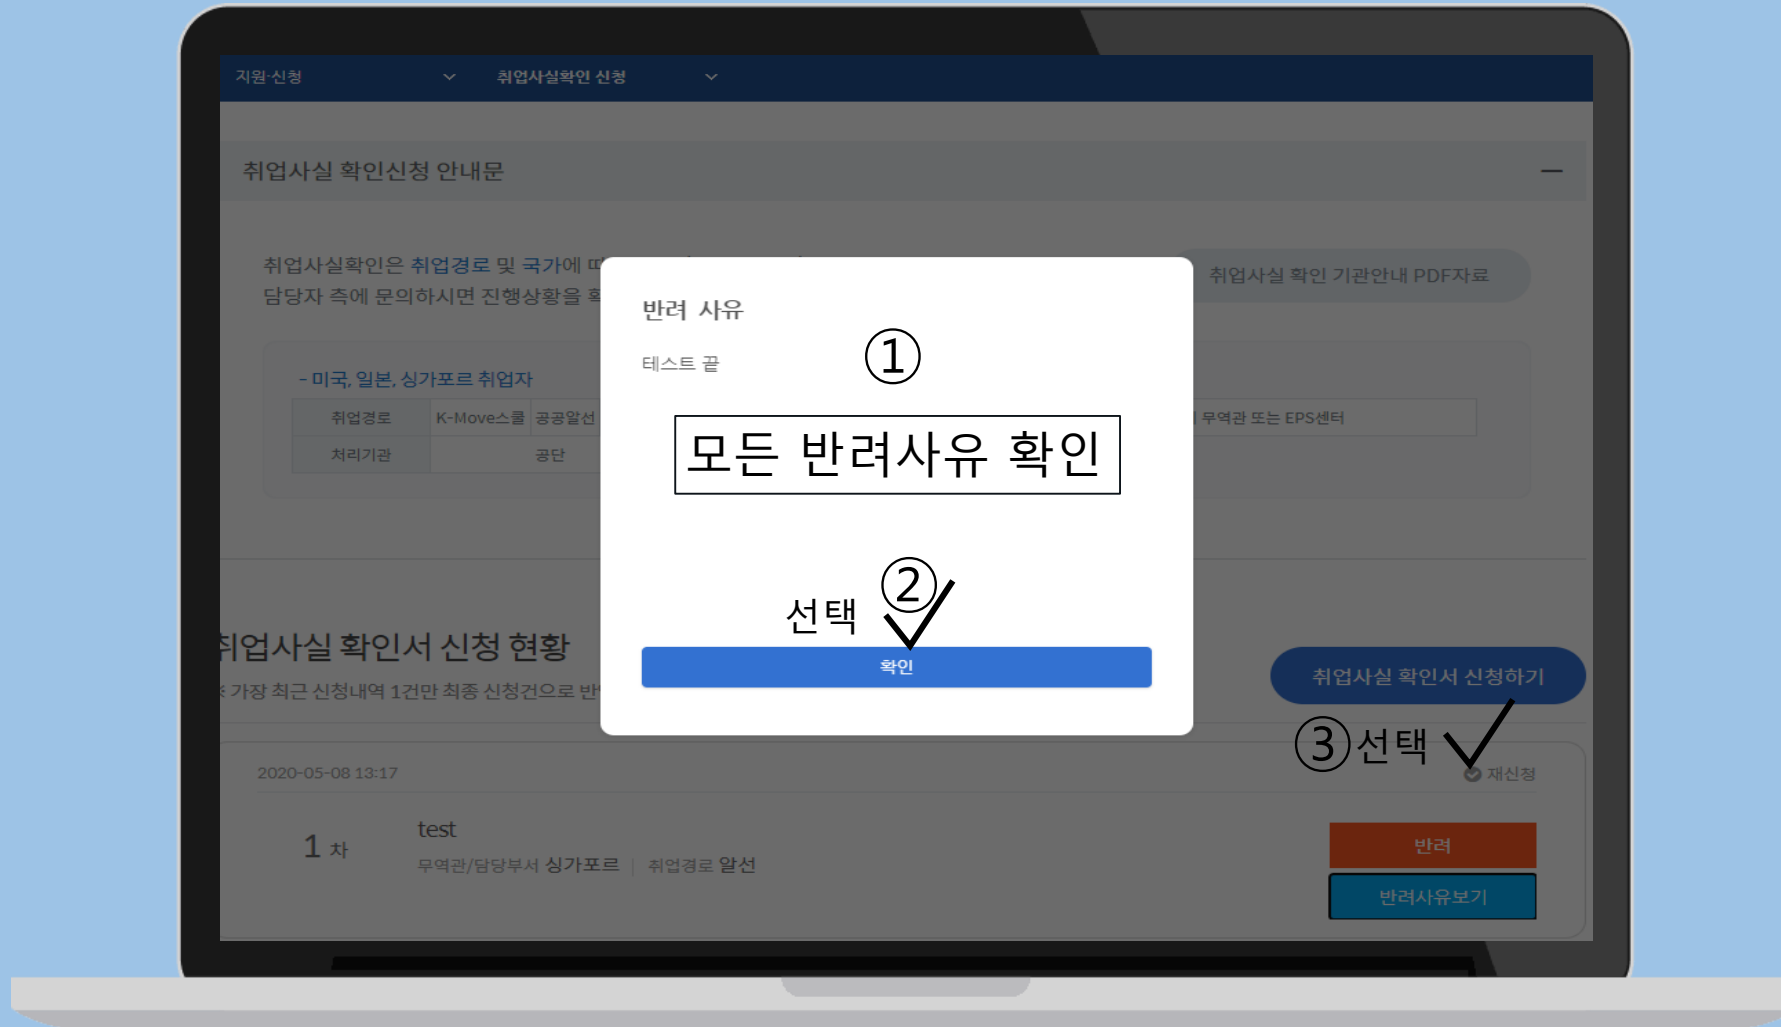 지원·신청 취업사실확인 신청
취업사실 확인신청 안내문
취업사실확인은 취업경로 및 국가에
담당자 측에 문의하시면 진행상황을
취업사실 확인 기관안내 PDF자료
- 미국, 일본, 싱가포르 취업자
취업경로 K-Move스쿨 공공알선 무역관 또는 EPS센터
처리기관 공단
반려 사유
테스트 끝
①
모든 반려사유 확인
②
선택
확인
취업사실 확인서 신청 현황
※ 가장 최근 신청내역 1건만 최종 신청건으로
취업사실 확인서 신청하기
③ 선택
2020-05-08 13:17
재신청
1 차
test
무역관/담당부서 싱가포르 | 취업경로 알선
반려
반려사유보기